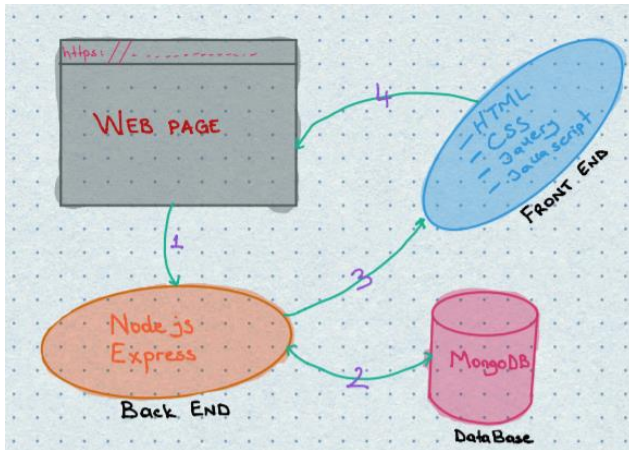 https://...............
WEB PAGE
1
4
- HTML
- CSS
- Jquery
- Javascript
FRONT END
3
Node js
Express
BACK END
2
MongoDB
DataBase